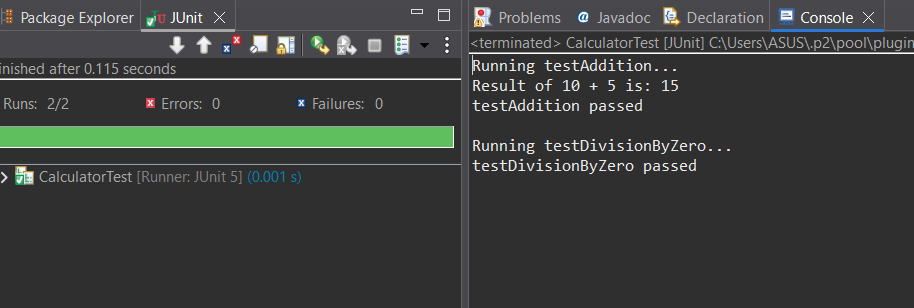 Package Explorer JUnit
inished after 0.115 seconds
Runs: 2/2 Errors: 0 Failures: 0
CalculatorTest [Runner: JUnit 5] (0.001 s)
Problems Javadoc Declaration Console
<terminated> CalculatorTest [JUnit] C:\Users\ASUS\.p2\pool\plugin
Running testAddition...
Result of 10 + 5 is: 15
testAddition passed
Running testDivisionByZero...
testDivisionByZero passed